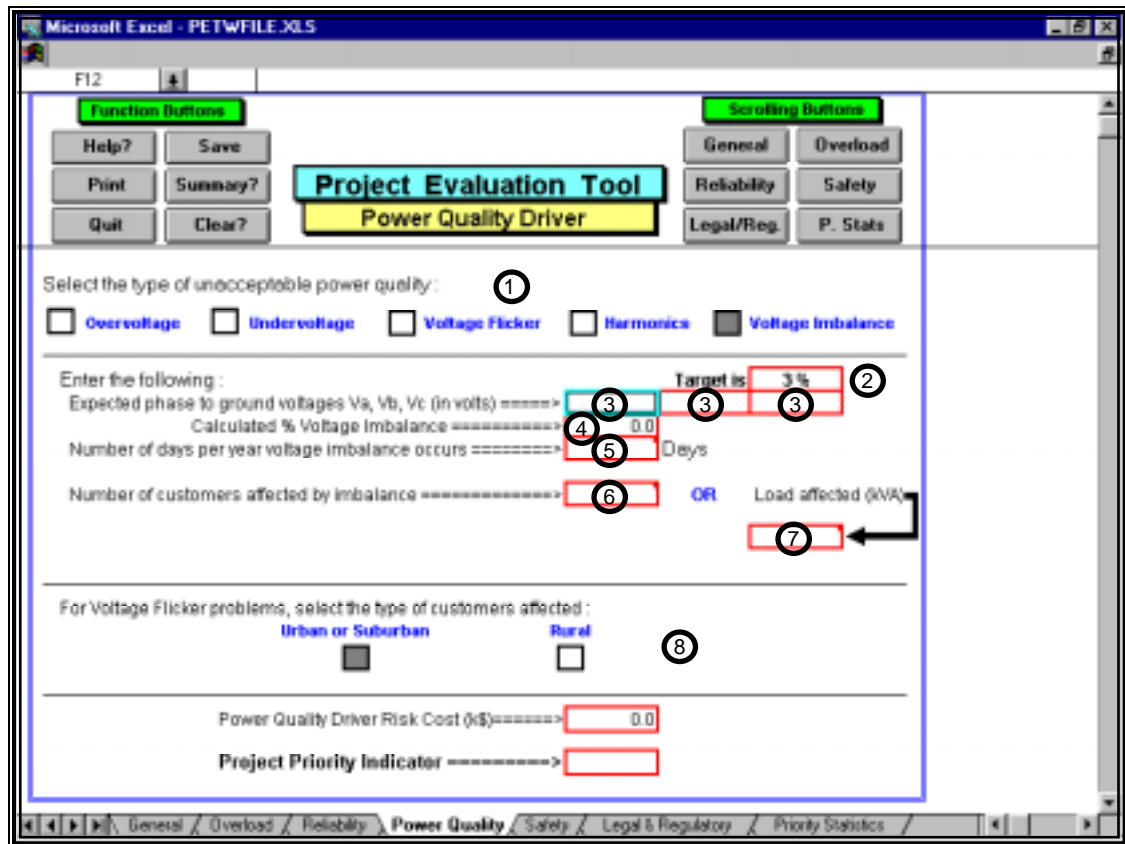 Microsoft Excel - PETWFILE.XLS
F12
Function Buttons
Scrolling Buttons
Help? Save
General Overload
Print Summary?
Project Evaluation Tool
Reliability Safety
Quit Clear?
Power Quality Driver
Legal/Reg. P. Stats
Select the type of unacceptable power quality : 1
Overvoltage Undervoltage Voltage Flicker Harmonics Voltage Imbalance
Enter the following : Target is 3 % 2
Expected phase to ground voltages Va, Vb, Vc (in volts) =====> 3 3 3
Calculated % Voltage Imbalance ==========> 4 0.0
Number of days per year voltage imbalance occurs ========> 5 Days
Number of customers affected by imbalance =============> 6 OR Load affected (kVA)
7
For Voltage Flicker problems, select the type of customers affected :
Urban or Suburban Rural
8
Power Quality Driver Risk Cost (k$)======> 0.0
Project Priority Indicator ==========>
General / Overload / Reliability \ Power Quality / Safety / Legal & Regulatory / Priority Statistics /